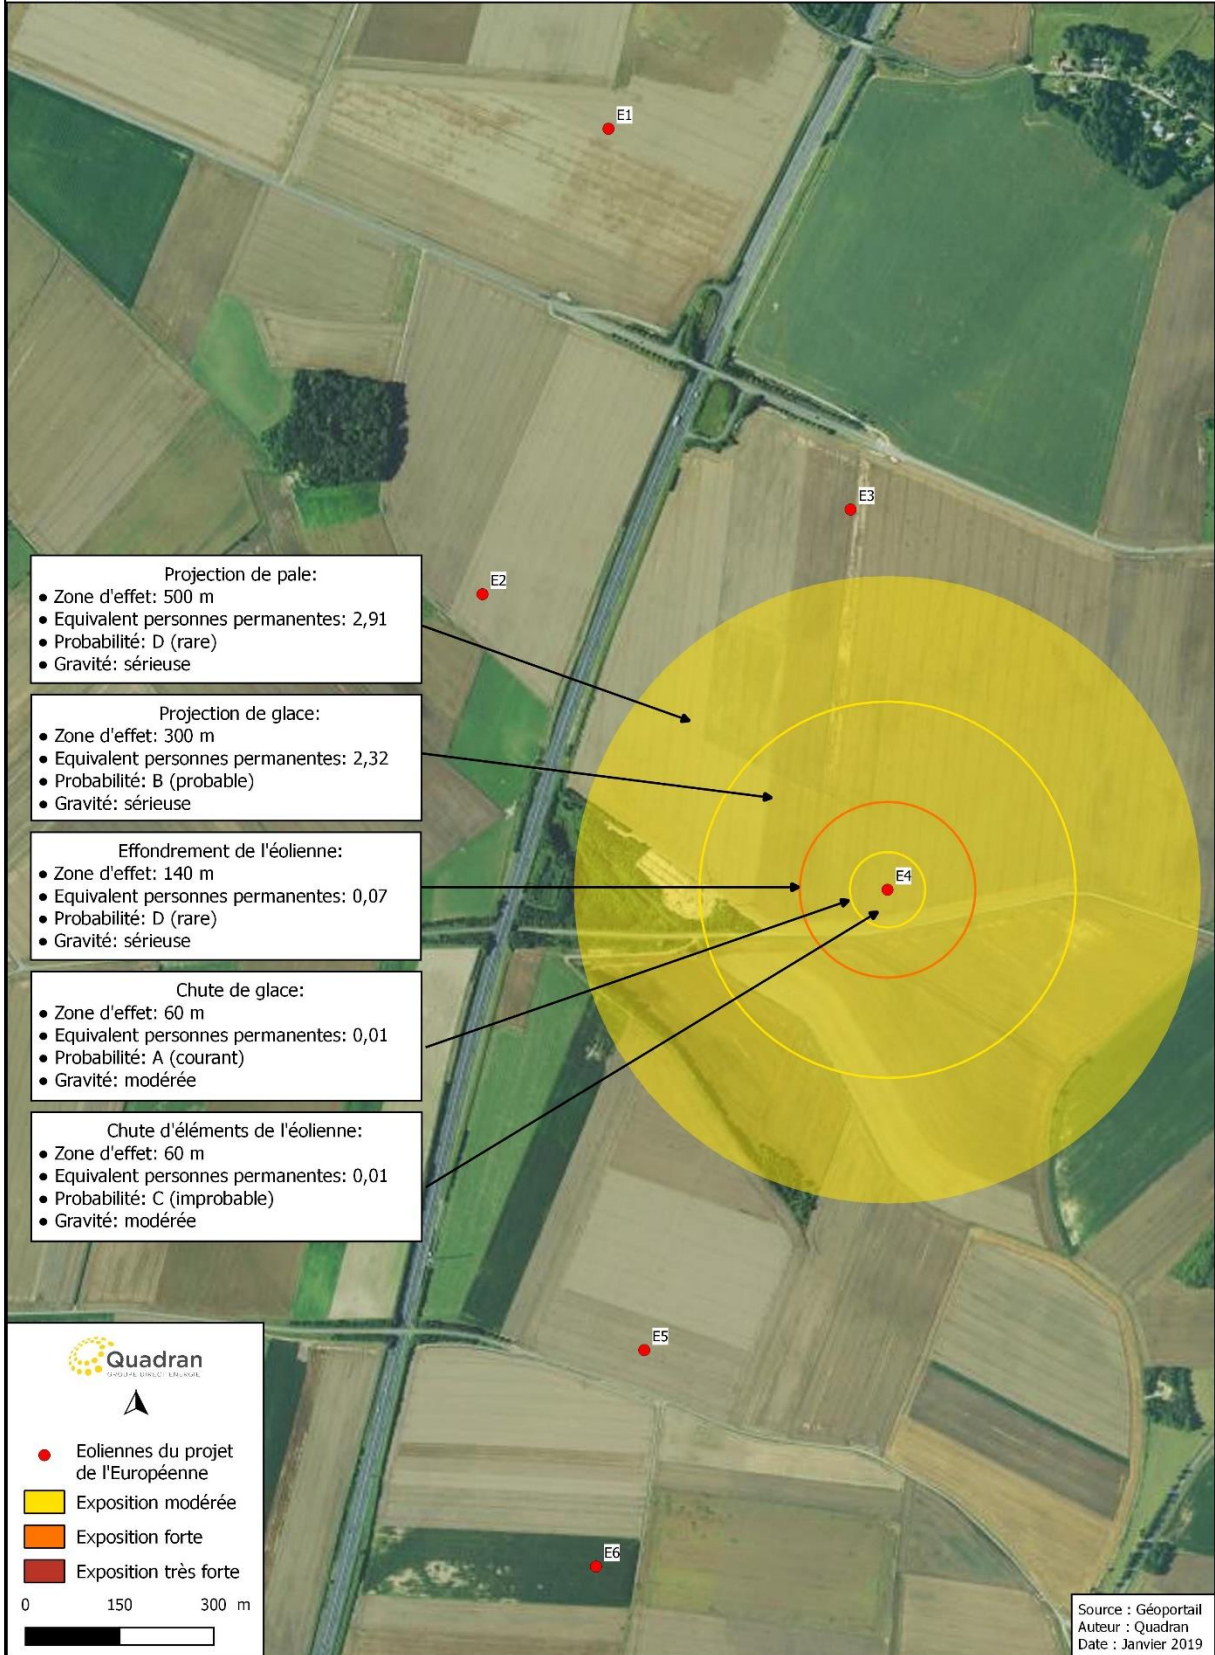 E1
E3
E2
Projection de pale:
• Zone d'effet: 500 m
• Equivalent personnes permanentes: 2,91
• Probabilité: D (rare)
• Gravité: sérieuse
Projection de glace:
• Zone d'effet: 300 m
• Equivalent personnes permanentes: 2,32
• Probabilité: B (probable)
• Gravité: sérieuse
Effondrement de l'éolienne:
• Zone d'effet: 140 m
• Equivalent personnes permanentes: 0,07
• Probabilité: D (rare)
• Gravité: sérieuse
E4
Chute de glace:
• Zone d'effet: 60 m
• Equivalent personnes permanentes: 0,01
• Probabilité: A (courant)
• Gravité: modérée
Chute d'éléments de l'éolienne:
• Zone d'effet: 60 m
• Equivalent personnes permanentes: 0,01
• Probabilité: C (improbable)
• Gravité: modérée
E5
E6
Quadran
GROUPE DIRECT ENERGIE
Eoliennes du projet
de l'Européenne
Exposition modérée
Exposition forte
Exposition très forte
0 150 300 m
Source : Géoportail
Auteur : Quadran
Date : Janvier 2019